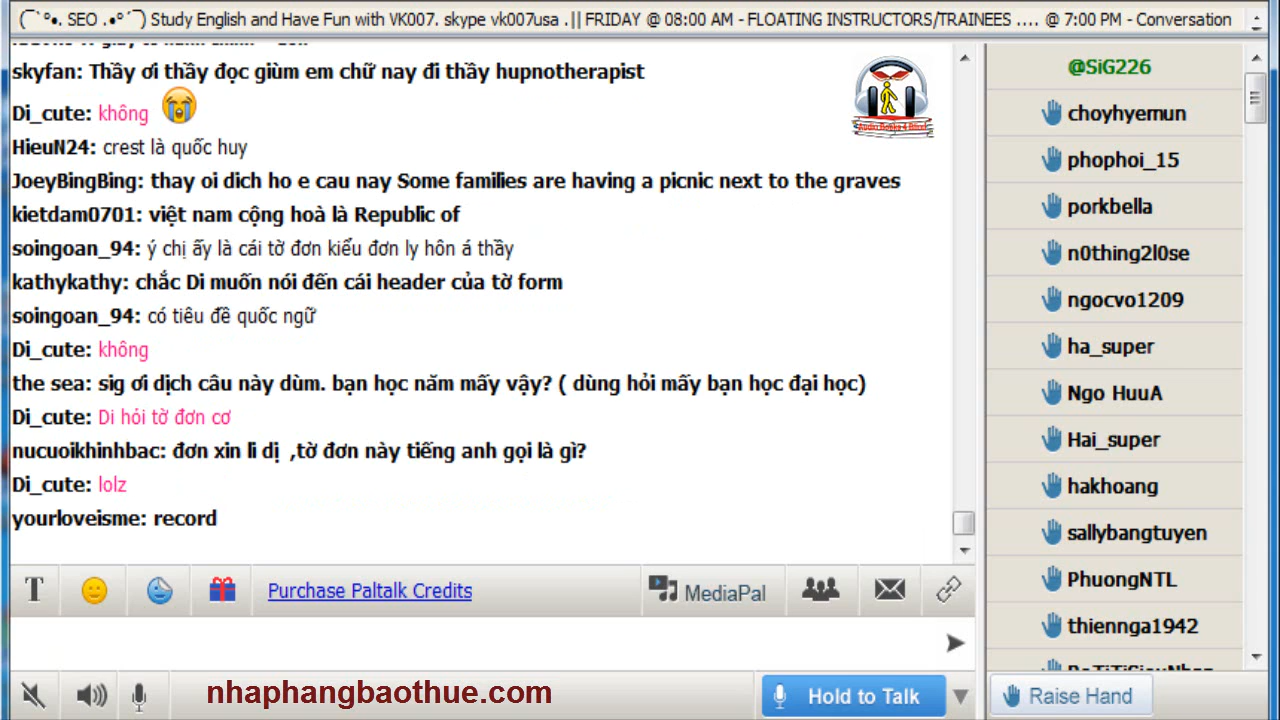 (¯`°•. SEO .•°´¯) Study English and Have Fun with VK007. skype vk007usa .|| FRIDAY @ 08:00 AM - FLOATING INSTRUCTORS/TRAINEES .... @ 7:00 PM - Conversation
skyfan: Thầy ơi thầy đọc giùm em chữ nay đi thầy hupnotherapist
Di_cute: không
HieuN24: crest là quốc huy
JoeyBingBing: thay oi dich ho e cau nay Some families are having a picnic next to the graves
kietdam0701: việt nam cộng hoà là Republic of
soingoan_94: ý chị ấy là cái tờ đơn kiểu đơn ly hôn á thầy
kathykathy: chắc Di muốn nói đến cái header của tờ form
soingoan_94: có tiêu đề quốc ngữ
Di_cute: không
the sea: sig ơi dịch câu này dùm. bạn học năm mấy vậy? ( dùng hỏi mấy bạn học đại học)
Di_cute: Di hỏi tờ đơn cơ
nucuoikhinhbac: đơn xin li dị ,tờ đơn này tiếng anh gọi là gì?
Di_cute: lolz
yourloveisme: record
Audio Books 4 Blind
@SiG226
choyhyemun
phophoi_15
porkbella
n0thing2l0se
ngocvo1209
ha_super
Ngo HuuA
Hai_super
hakhoang
sallybangtuyen
PhuongNTL
thiennga1942
T
Purchase Paltalk Credits
MediaPal
nhaphangbaothue.com
Hold to Talk
Raise Hand